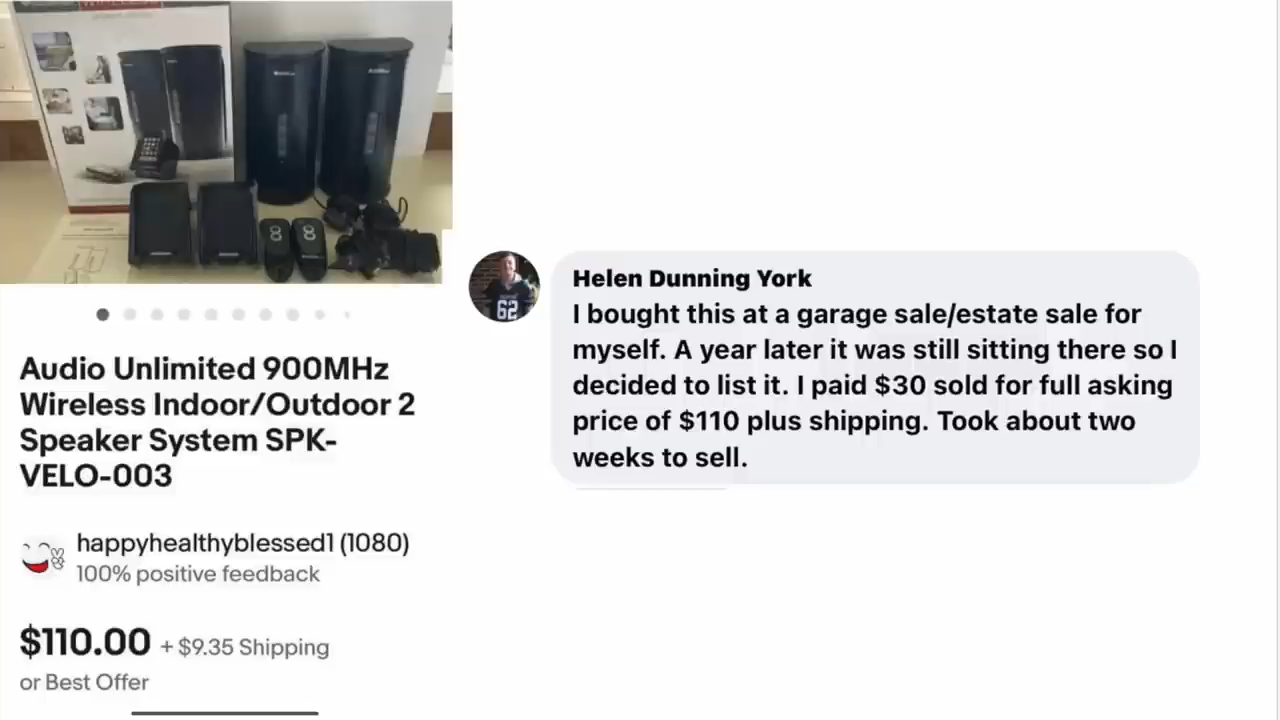 Audio Unlimited 900MHz
Wireless Indoor/Outdoor 2
Speaker System SPK-
VELO-003
happyhealthyblessed1 (1080)
100% positive feedback
$110.00 + $9.35 Shipping
or Best Offer
Helen Dunning York
I bought this at a garage sale/estate sale for
myself. A year later it was still sitting there so I
decided to list it. I paid $30 sold for full asking
price of $110 plus shipping. Took about two
weeks to sell.
62